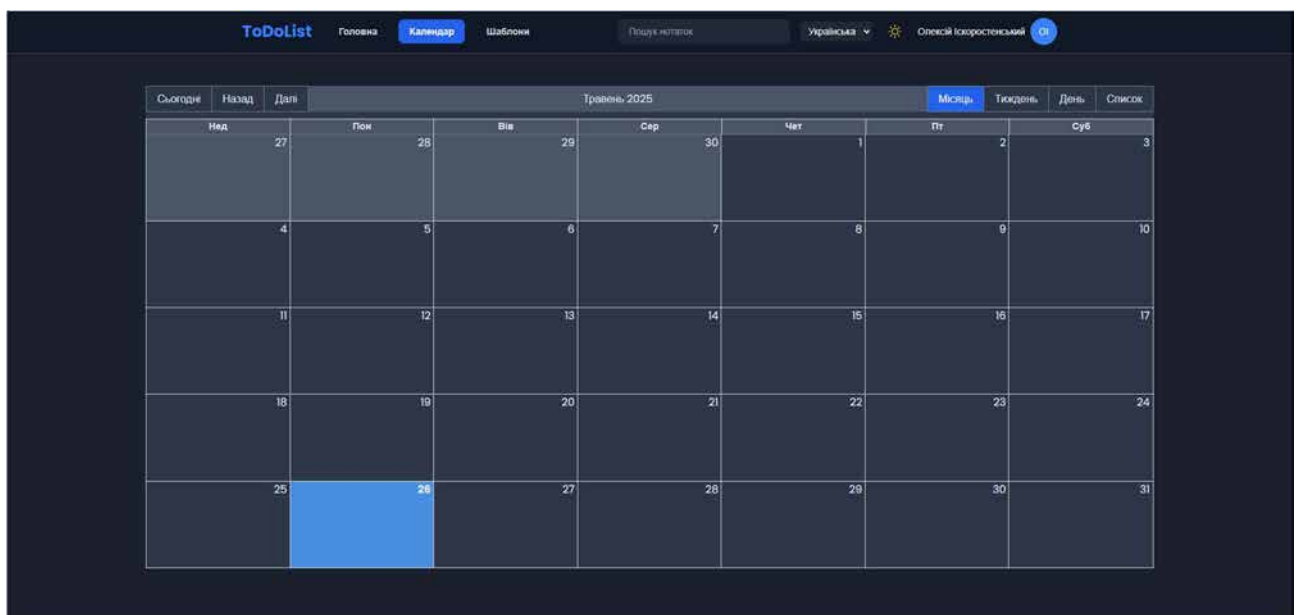 ToDoList Головна Календар Шаблони Пошук нотаток Українська Олексій Іскоростенський ОІ
Сьогодні Назад Далі Травень 2025 Місяць Тиждень День Список
Нед Пон Вів Сер Чет Пт Суб
27 28 29 30 1 2 3
4 5 6 7 8 9 10
11 12 13 14 15 16 17
18 19 20 21 22 23 24
25 26 27 28 29 30 31